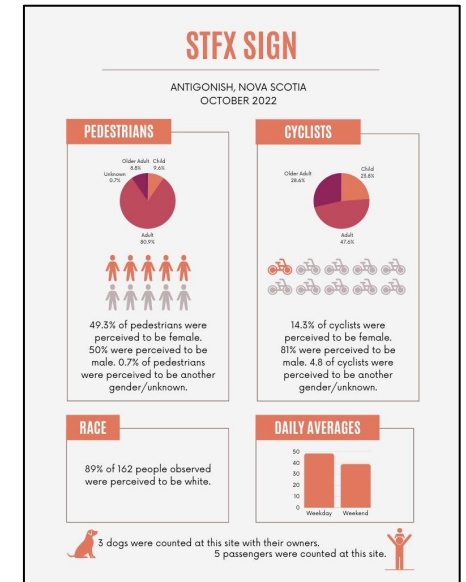 STFX SIGN
ANTIGONISH, NOVA SCOTIA
OCTOBER 2022
PEDESTRIANS
Older Adult
8.8%
Child
9.6%
Unknown
0.7%
Adult
80.9%
49.3% of pedestrians were
perceived to be female.
50% were perceived to be
male. 0.7% of pedestrians
were perceived to be another
gender/unknown.
CYCLISTS
Older Adult
28.6%
Child
23.8%
Adult
47.6%
14.3% of cyclists were
perceived to be female.
81% were perceived to be
male. 4.8 of cyclists were
perceived to be another
gender/unknown.
RACE
89% of 162 people observed
were perceived to be white.
DAILY AVERAGES
50
40
30
20
10
0
Weekday
Weekend
3 dogs were counted at this site with their owners.
5 passengers were counted at this site.